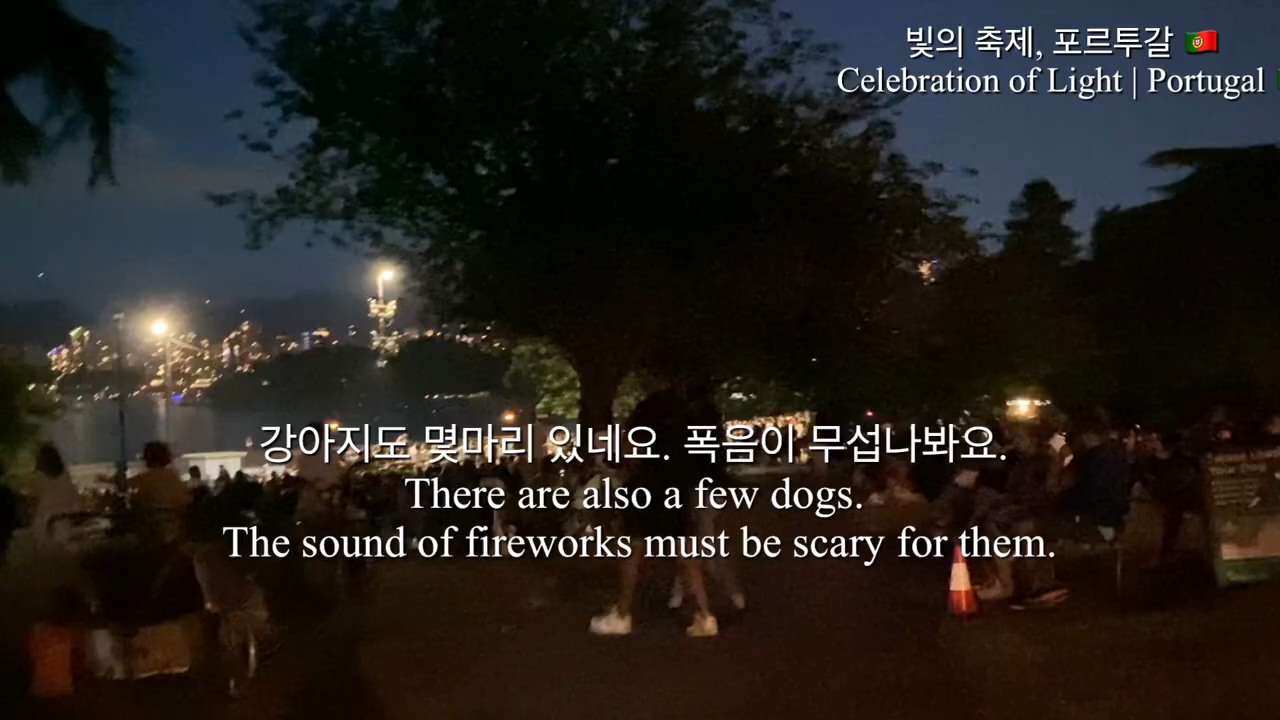 빛의 축제, 포르투갈 🇵🇹
Celebration of Light | Portugal
강아지도 몇마리 있네요. 폭음이 무섭나봐요.
There are also a few dogs.
The sound of fireworks must be scary for them.